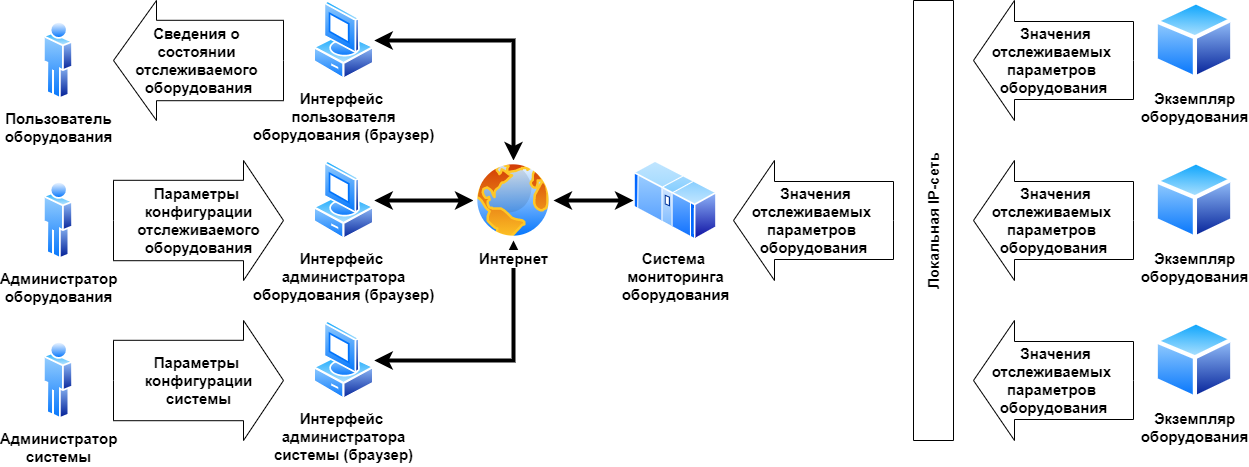 Пользователь
оборудования
Сведения о
состоянии
отслеживаемого
оборудования
Интерфейс
пользователя
оборудования (браузер)
Администратор
оборудования
Параметры
конфигурации
отслеживаемого
оборудования
Интерфейс
администратора
оборудования (браузер)
Администратор
системы
Параметры
конфигурации
системы
Интерфейс
администратора
системы (браузер)
Интернет
Система
мониторинга
оборудования
Значения
отслеживаемых
параметров
оборудования
Локальная IP-сеть
Значения
отслеживаемых
параметров
оборудования
Экземпляр
оборудования
Значения
отслеживаемых
параметров
оборудования
Экземпляр
оборудования
Значения
отслеживаемых
параметров
оборудования
Экземпляр
оборудования